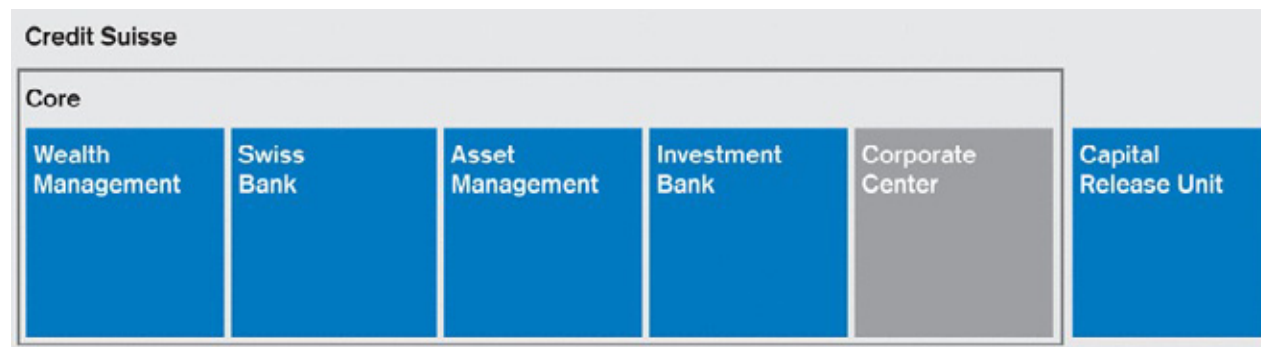 Credit Suisse
Core
Wealth
Management
Swiss
Bank
Asset
Management
Investment
Bank
Corporate
Center
Capital
Release Unit